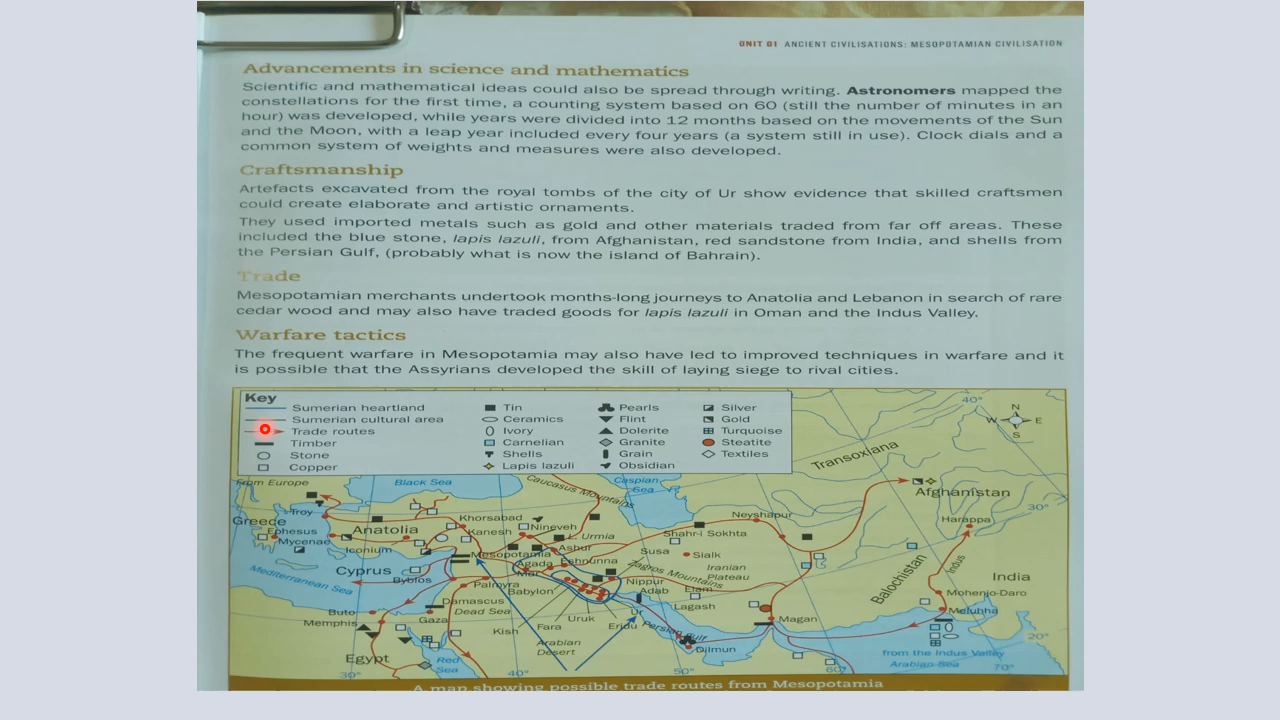 UNIT 01 ANCIENT CIVILISATIONS: MESOPOTAMIAN CIVILISATION
Advancements in science and mathematics
Scientific and mathematical ideas could also be spread through writing. Astronomers mapped the
constellations for the first time, a counting system based on 60 (still the number of minutes in an
hour) was developed, while years were divided into 12 months based on the movements of the Sun
and the Moon, with a leap year included every four years (a system still in use). Clock dials and a
common system of weights and measures were also developed.
Craftsmanship
Artefacts excavated from the royal tombs of the city of Ur show evidence that skilled craftsmen
could create elaborate and artistic ornaments.
They used imported metals such as gold and other materials traded from far off areas. These
included the blue stone, lapis lazuli, from Afghanistan, red sandstone from India, and shells from
the Persian Gulf, (probably what is now the island of Bahrain).
Trade
Mesopotamian merchants undertook months-long journeys to Anatolia and Lebanon in search of rare
cedar wood and may also have traded goods for lapis lazuli in Oman and the Indus Valley.
Warfare tactics
The frequent warfare in Mesopotamia may also have led to improved techniques in warfare and it
is possible that the Assyrians developed the skill of laying siege to rival cities.
Key
Sumerian heartland
Sumerian cultural area
Trade routes
Timber
Stone
Copper
Tin
Ceramics
Ivory
Carnelian
Shells
Lapis lazuli
Pearls
Flint
Dolerite
Granite
Grain
Obsidian
Silver
Gold
Turquoise
Steatite
Textiles
40°
N
W E
S
Transoxiana
From Europe
Black Sea
Caucasus Mountains
Caspian
Sea
Afghanistan
30°
Troy
Greece
Ephesus
Mycenae
Anatolia
Iconium
Khorsabad
Kanesh
Nineveh
L. Urmia
Ashur
Neyshapur
Shahr-i Sokhta
Harappa
Cyprus
Mesopotamia
Eshnunna
Agada
Mari
Susa
Sialk
Iranian
Plateau
Zagros Mountains
Balochistan
Indus
India
Mediterranean Sea
Byblos
Palmyra
Babylon
Nippur
Adab
Elam
Mohenjo-Daro
Buto
Memphis
Damascus
Dead Sea
Gaza
Lagash
Ur
Uruk
Eridu
Fara
Kish
Persian Gulf
Magan
Meluhha
20°
Arabian
Desert
Dilmun
from the Indus Valley
Arabian Sea
Egypt
Red
Sea
30°
40°
50°
60°
70°
A map showing possible trade routes from Mesopotamia